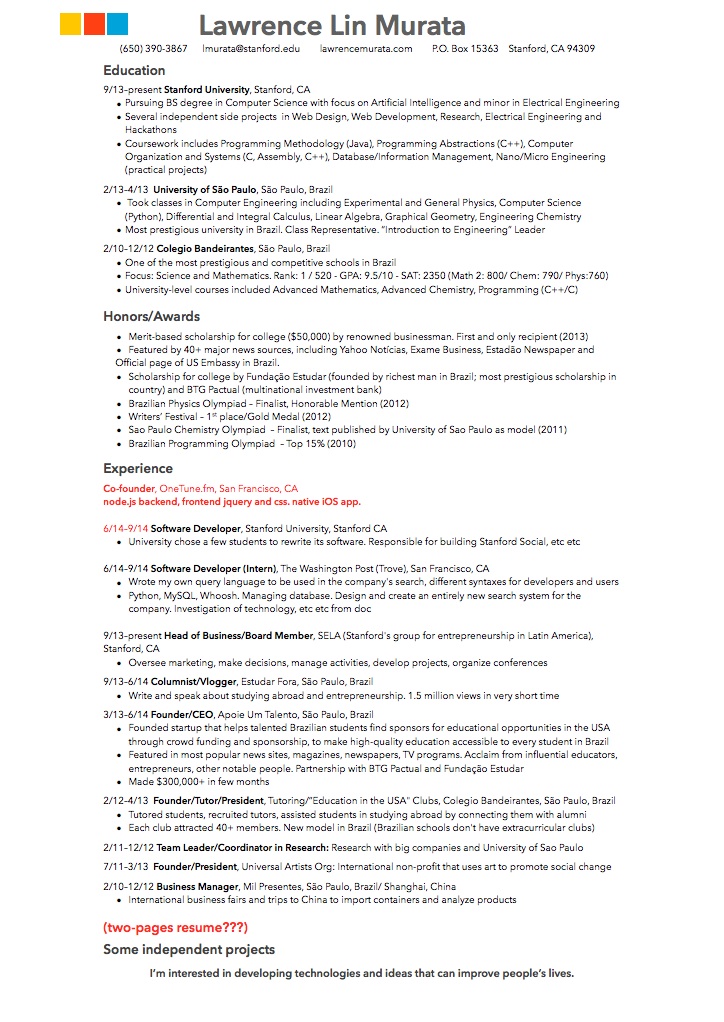 Lawrence Lin Murata
(650) 390-3867 lmurata@stanford.edu lawrencemurata.com P.O. Box 15363 Stanford, CA 94309
Education
9/13-present Stanford University, Stanford, CA
• Pursuing BS degree in Computer Science with focus on Artificial Intelligence and minor in Electrical Engineering
• Several independent side projects in Web Design, Web Development, Research, Electrical Engineering and
Hackathons
• Coursework includes Programming Methodology (Java), Programming Abstractions (C++), Computer
Organization and Systems (C, Assembly, C++), Database/Information Management, Nano/Micro Engineering
(practical projects)
2/13-4/13 University of São Paulo, São Paulo, Brazil
• Took classes in Computer Engineering including Experimental and General Physics, Computer Science
(Python), Differential and Integral Calculus, Linear Algebra, Graphical Geometry, Engineering Chemistry
• Most prestigious university in Brazil. Class Representative. “Introduction to Engineering” Leader
2/10-12/12 Colegio Bandeirantes, São Paulo, Brazil
• One of the most prestigious and competitive schools in Brazil
• Focus: Science and Mathematics. Rank: 1 / 520 - GPA: 9.5/10 - SAT: 2350 (Math 2: 800/ Chem: 790/ Phys:760)
• University-level courses included Advanced Mathematics, Advanced Chemistry, Programming (C++/C)
Honors/Awards
• Merit-based scholarship for college ($50,000) by renowned businessman. First and only recipient (2013)
• Featured by 40+ major news sources, including Yahoo Notícias, Exame Business, Estadão Newspaper and
Official page of US Embassy in Brazil.
• Scholarship for college by Fundação Estudar (founded by richest man in Brazil; most prestigious scholarship in
country) and BTG Pactual (multinational investment bank)
• Brazilian Physics Olympiad – Finalist, Honorable Mention (2012)
• Writers’ Festival – 1st place/Gold Medal (2012)
• Sao Paulo Chemistry Olympiad – Finalist, text published by University of Sao Paulo as model (2011)
• Brazilian Programming Olympiad – Top 15% (2010)
Experience
Co-founder, OneTune.fm, San Francisco, CA
node.js backend, frontend jquery and css. native iOS app.
6/14-9/14 Software Developer, Stanford University, Stanford CA
• University chose a few students to rewrite its software. Responsible for building Stanford Social, etc etc
6/14-9/14 Software Developer (Intern), The Washington Post (Trove), San Francisco, CA
• Wrote my own query language to be used in the company's search, different syntaxes for developers and users
• Python, MySQL, Whoosh. Managing database. Design and create an entirely new search system for the
company. Investigation of technology, etc etc from doc
9/13-present Head of Business/Board Member, SELA (Stanford's group for entrepreneurship in Latin America),
Stanford, CA
• Oversee marketing, make decisions, manage activities, develop projects, organize conferences
9/13-6/14 Columnist/Vlogger, Estudar Fora, São Paulo, Brazil
• Write and speak about studying abroad and entrepreneurship. 1.5 million views in very short time
3/13-6/14 Founder/CEO, Apoie Um Talento, São Paulo, Brazil
• Founded startup that helps talented Brazilian students find sponsors for educational opportunities in the USA
through crowd funding and sponsorship, to make high-quality education accessible to every student in Brazil
• Featured in most popular news sites, magazines, newspapers, TV programs. Acclaim from influential educators,
entrepreneurs, other notable people. Partnership with BTG Pactual and Fundação Estudar
• Made $300,000+ in few months
2/12-4/13 Founder/Tutor/President, Tutoring/"Education in the USA" Clubs, Colegio Bandeirantes, São Paulo, Brazil
• Tutored students, recruited tutors, assisted students in studying abroad by connecting them with alumni
• Each club attracted 40+ members. New model in Brazil (Brazilian schools don't have extracurricular clubs)
2/11-12/12 Team Leader/Coordinator in Research: Research with big companies and University of Sao Paulo
7/11-3/13 Founder/President, Universal Artists Org: International non-profit that uses art to promote social change
2/10-12/12 Business Manager, Mil Presentes, São Paulo, Brazil/ Shanghai, China
• International business fairs and trips to China to import containers and analyze products
(two-pages resume???)
Some independent projects
I’m interested in developing technologies and ideas that can improve people’s lives.